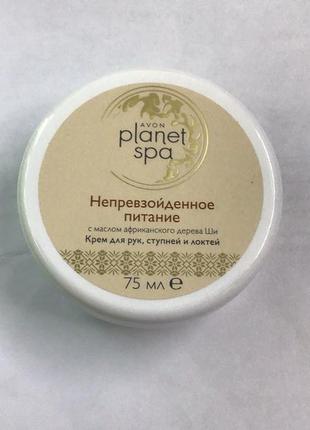 AVON
planet
spa
Непревзойденное
питание
с маслом африканского дерева Ши
Крем для рук, ступней и локтей
75 мл e